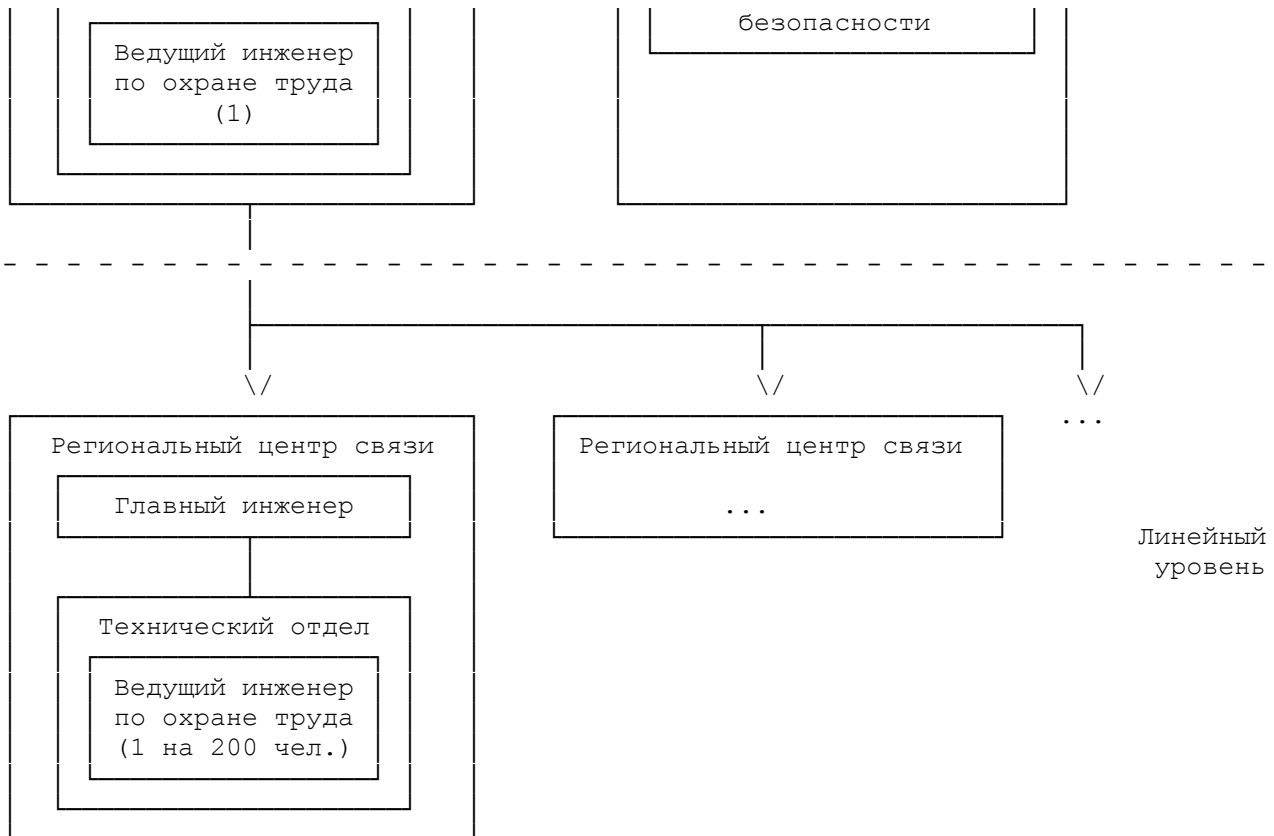 безопасности
Ведущий инженер
по охране труда
(1)
...
Региональный центр связи
Региональный центр связи
Главный инженер
...
Линейный
уровень
Технический отдел
Ведущий инженер
по охране труда
(1 на 200 чел.)